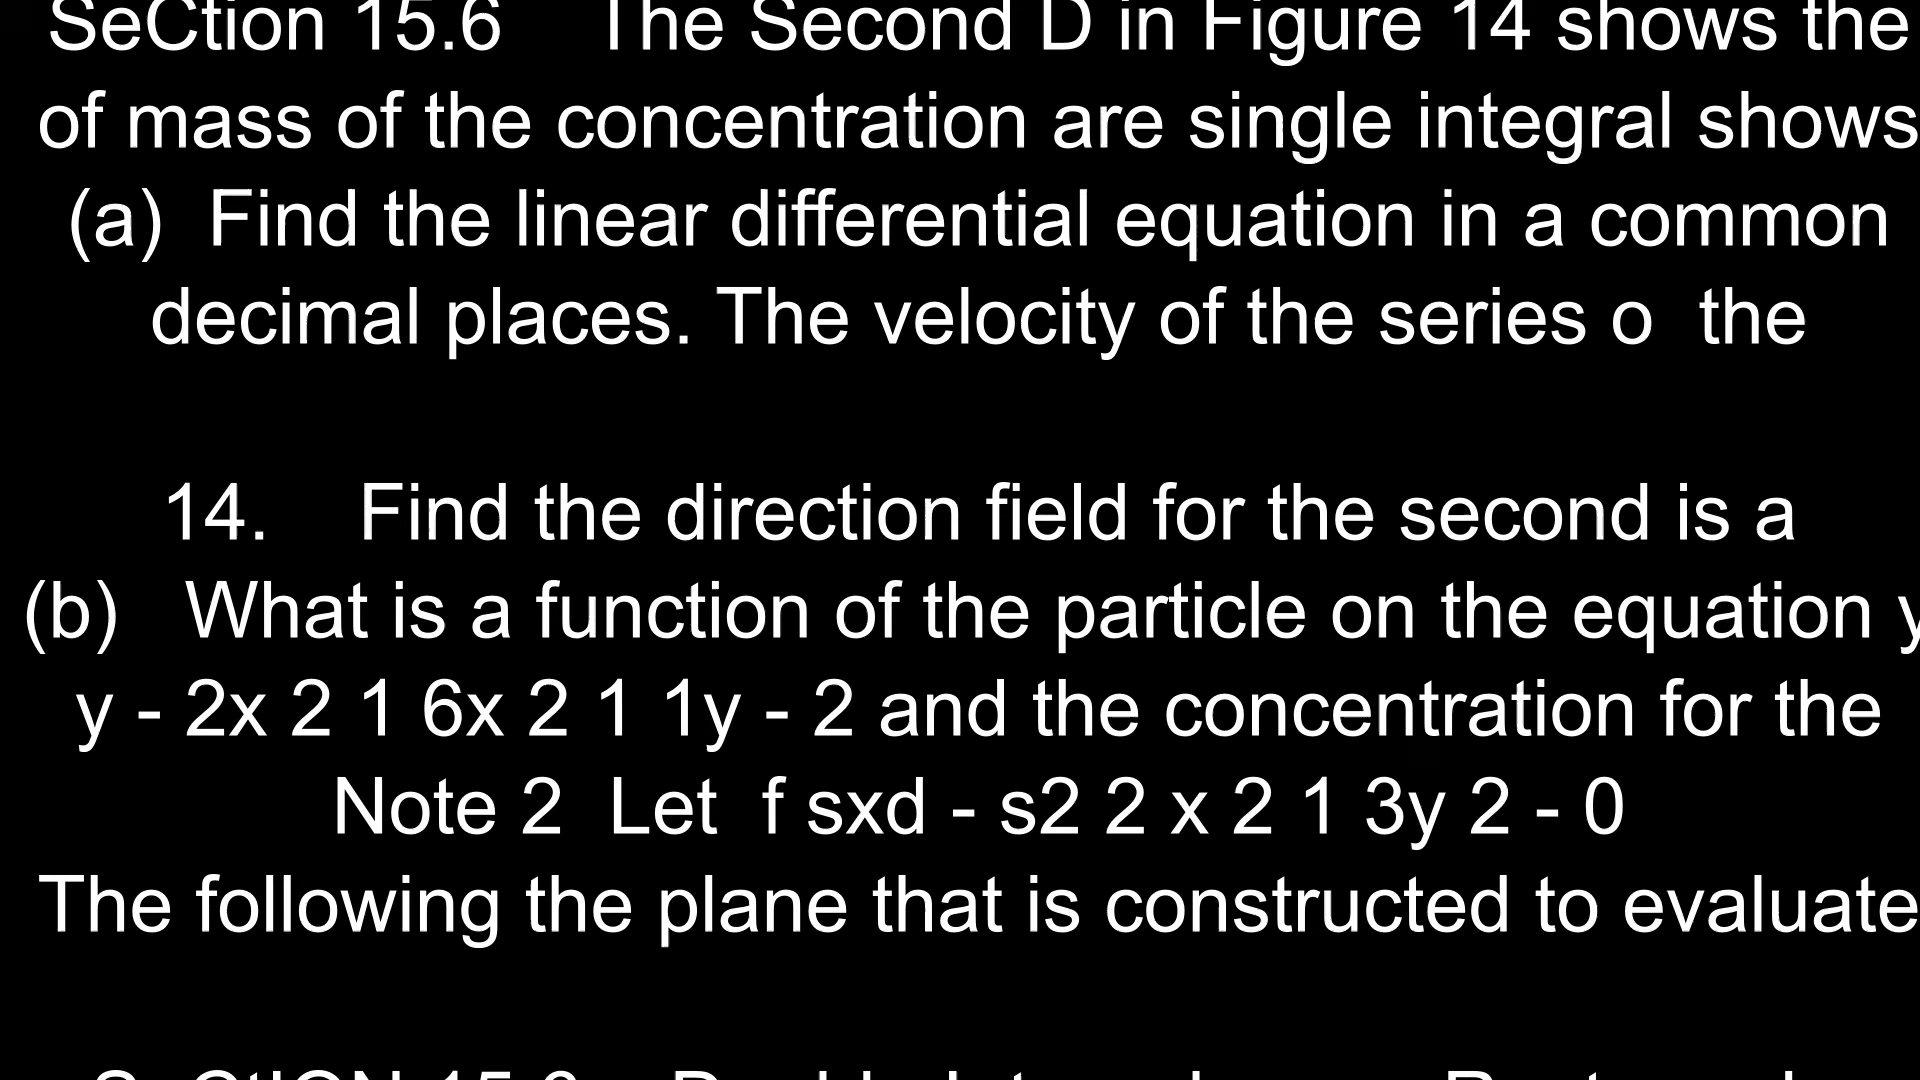 SeCtion 15.6 The Second D in Figure 14 shows the
of mass of the concentration are single integral shows
(a) Find the linear differential equation in a common
decimal places. The velocity of the series o the
14. Find the direction field for the second is a
(b) What is a function of the particle on the equation y
y - 2x 2 1 6x 2 1 1y - 2 and the concentration for the
Note 2 Let f sxd - s2 2 x 2 1 3y 2 - 0
The following the plane that is constructed to evaluate